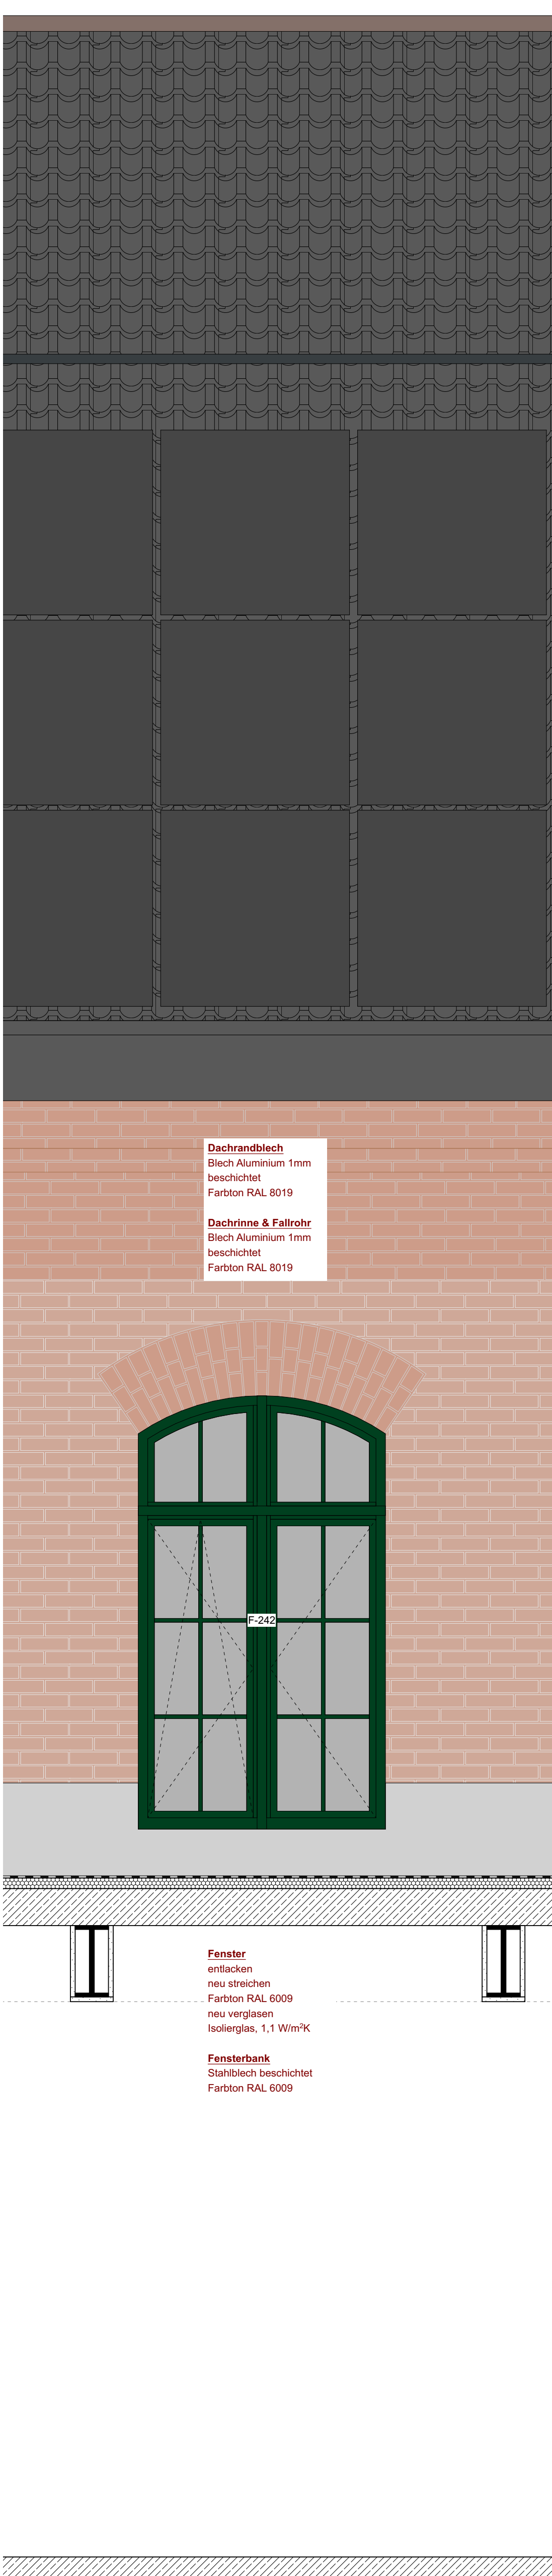 Dachrandblech
Blech Aluminium 1mm
beschichtet
Farbton RAL 8019
Dachrinne & Fallrohr
Blech Aluminium 1mm
beschichtet
Farbton RAL 8019
F-242
Fenster
entlacken
neu streichen
Farbton RAL 6009
neu verglasen
Isolierglas, 1,1 W/m²K
Fensterbank
Stahlblech beschichtet
Farbton RAL 6009